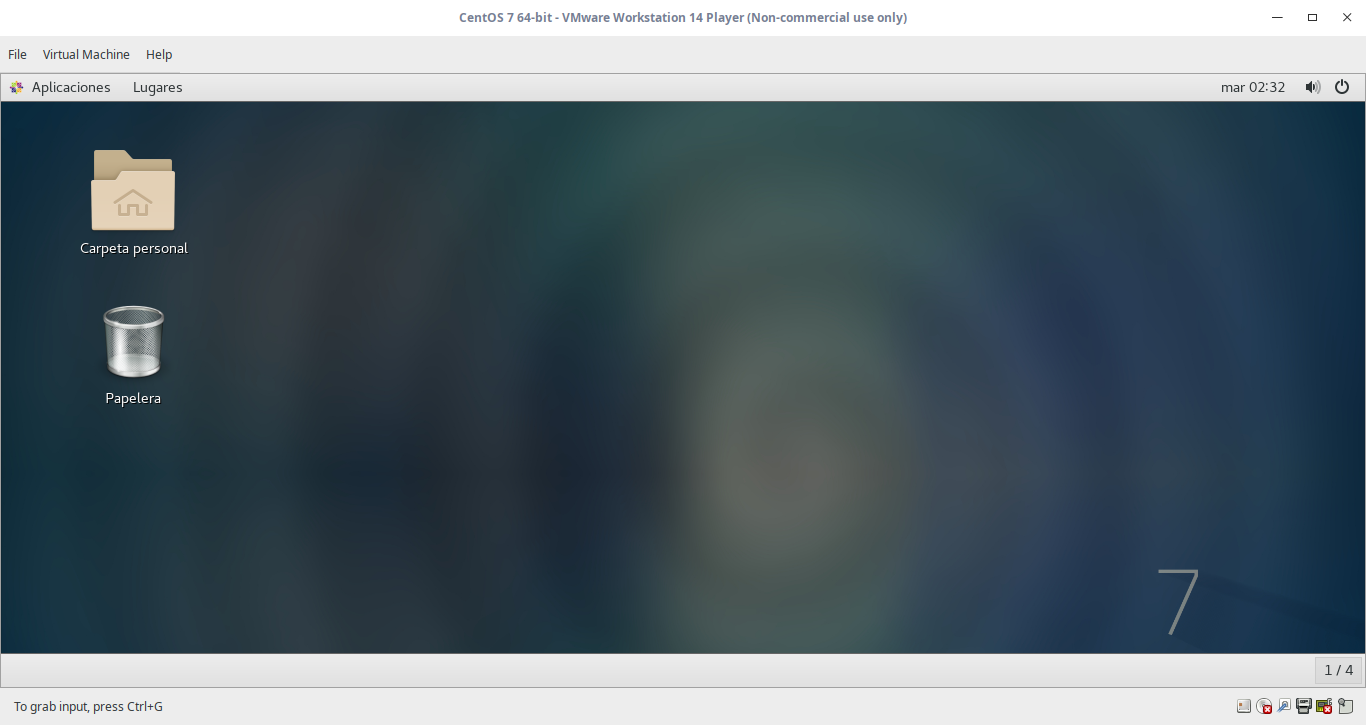 CentOS 7 64-bit - VMware Workstation 14 Player (Non-commercial use only)
File Virtual Machine Help
Aplicaciones Lugares mar 02:32
Carpeta personal
Papelera
7
1 / 4
To grab input, press Ctrl+G